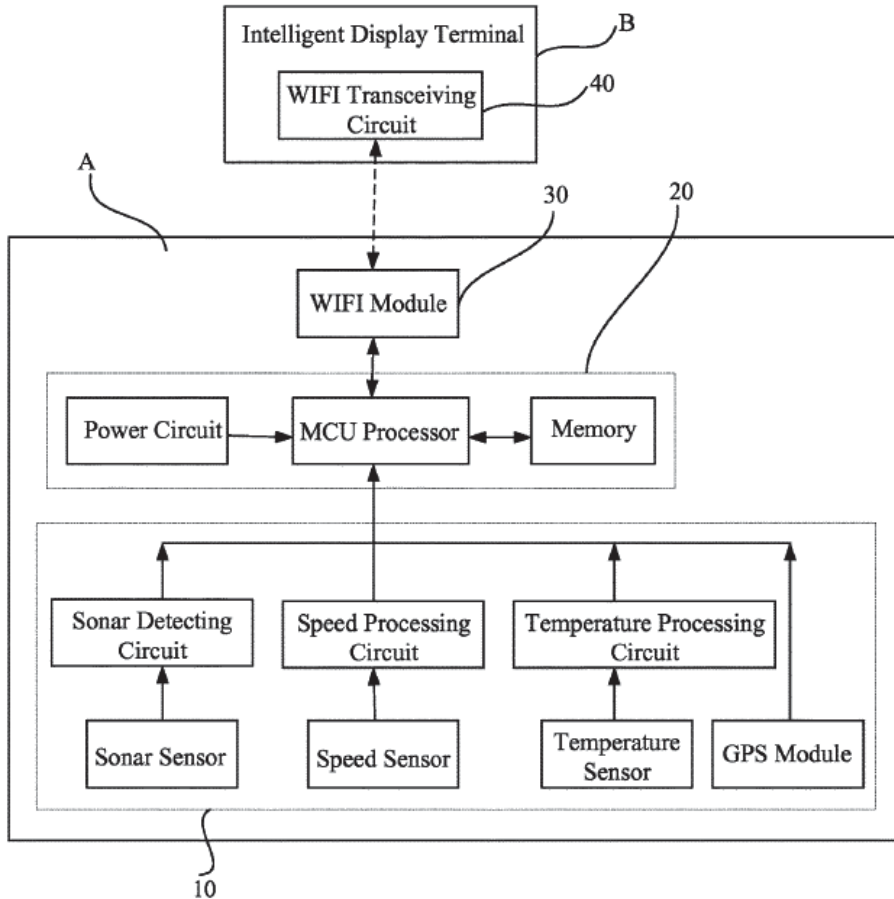 Intelligent Display Terminal
B
WIFI Transceiving
Circuit
40
A
30
20
WIFI Module
Power Circuit
MCU Processor
Memory
Sonar Detecting
Circuit
Speed Processing
Circuit
Temperature Processing
Circuit
Sonar Sensor
Speed Sensor
Temperature
Sensor
GPS Module
10